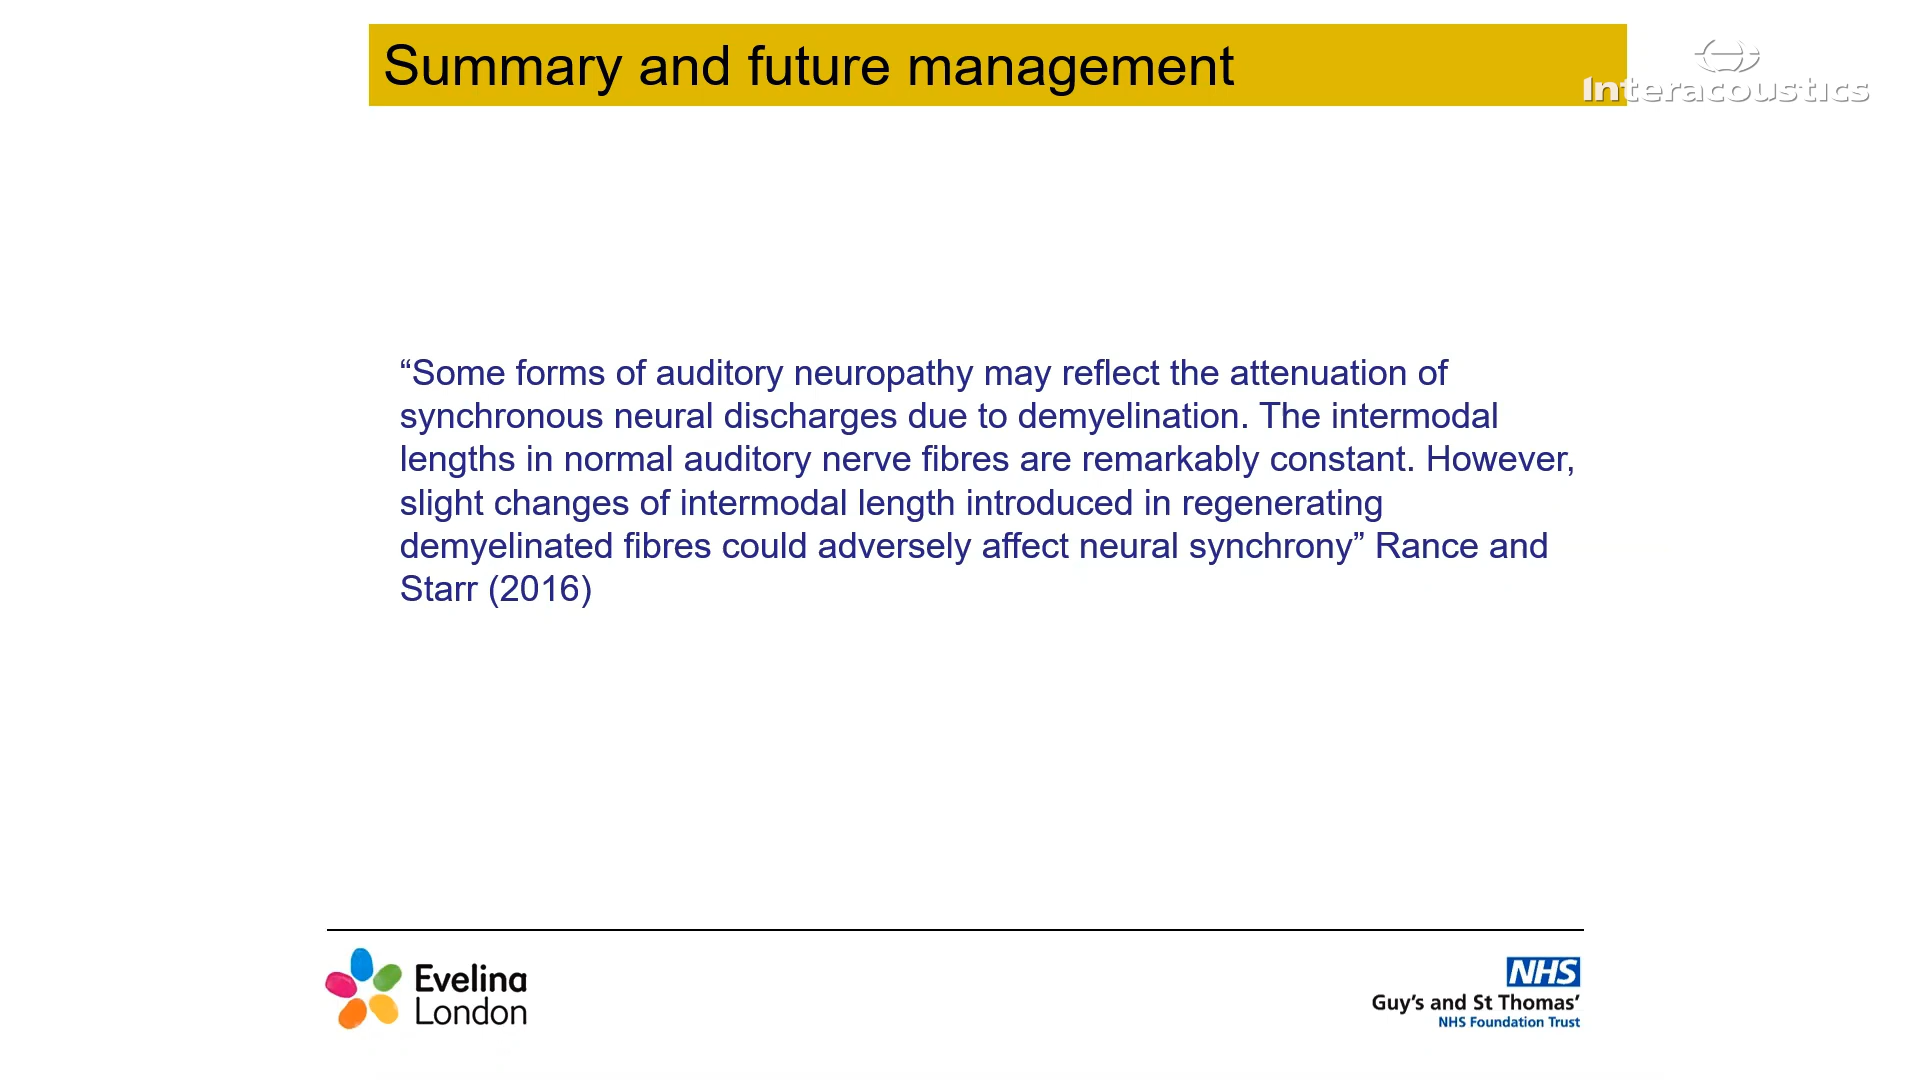 Summary and future management
Interacoustics
“Some forms of auditory neuropathy may reflect the attenuation of
synchronous neural discharges due to demyelination. The intermodal
lengths in normal auditory nerve fibres are remarkably constant. However,
slight changes of intermodal length introduced in regenerating
demyelinated fibres could adversely affect neural synchrony” Rance and
Starr (2016)
Evelina
London
NHS
Guy’s and St Thomas’
NHS Foundation Trust